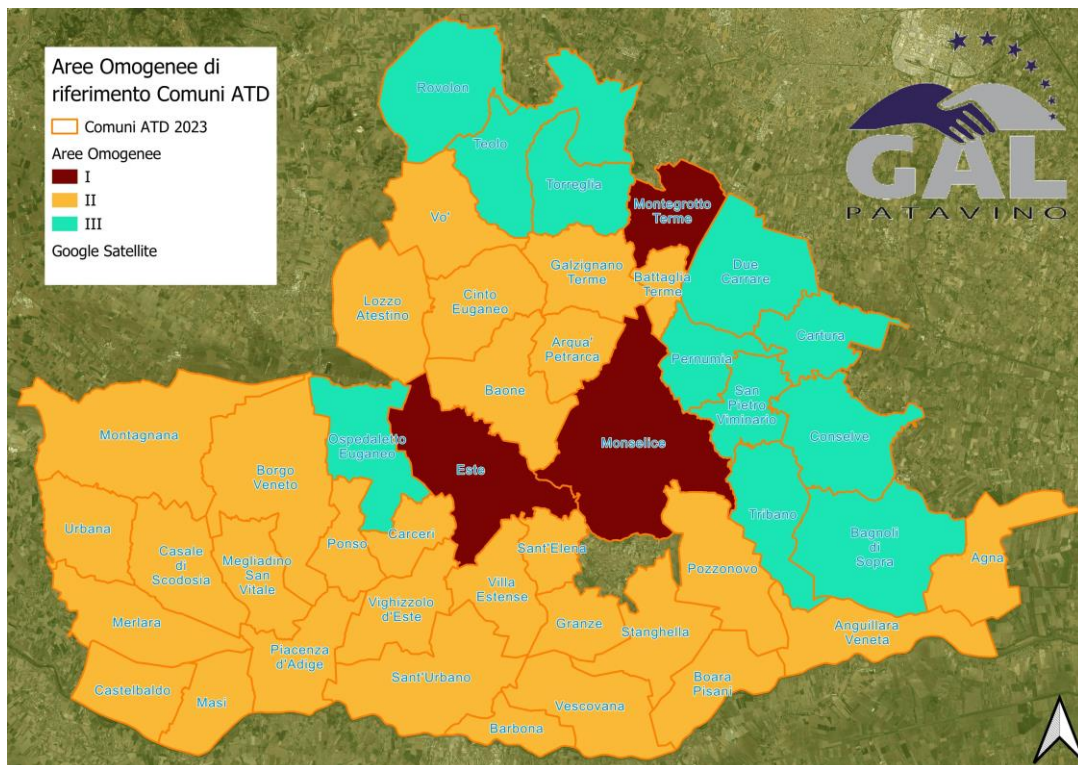 Aree Omogenee di
riferimento Comuni ATD
Comuni ATD 2023
Aree Omogenee
I
II
III
Google Satellite
GAL
PATAVINO
Rovolon
Teolo
Torreglia
Montegrotto
Terme
Vo'
Galzignano
Terme
Battaglia
Terme
Due
Carrare
Lozzo
Atestino
Cinto
Euganeo
Cartura
Arqua'
Petrarca
Pernumia
Baone
San
Pietro
Viminario
Montagnana
Ospedaletto
Euganeo
Monselice
Conselve
Este
Borgo
Veneto
Urbana
Tribano
Bagnoli
di
Sopra
Casale
di
Scodosia
Megliadino
San
Vitale
Ponso
Carceri
Sant'Elena
Pozzonovo
Agna
Villa
Estense
Merlara
Vighizzolo
d'Este
Granze
Stanghella
Anguillara
Veneta
Piacenza
d'Adige
Sant'Urbano
Boara
Pisani
Castelbaldo
Masi
Vescovana
Barbona